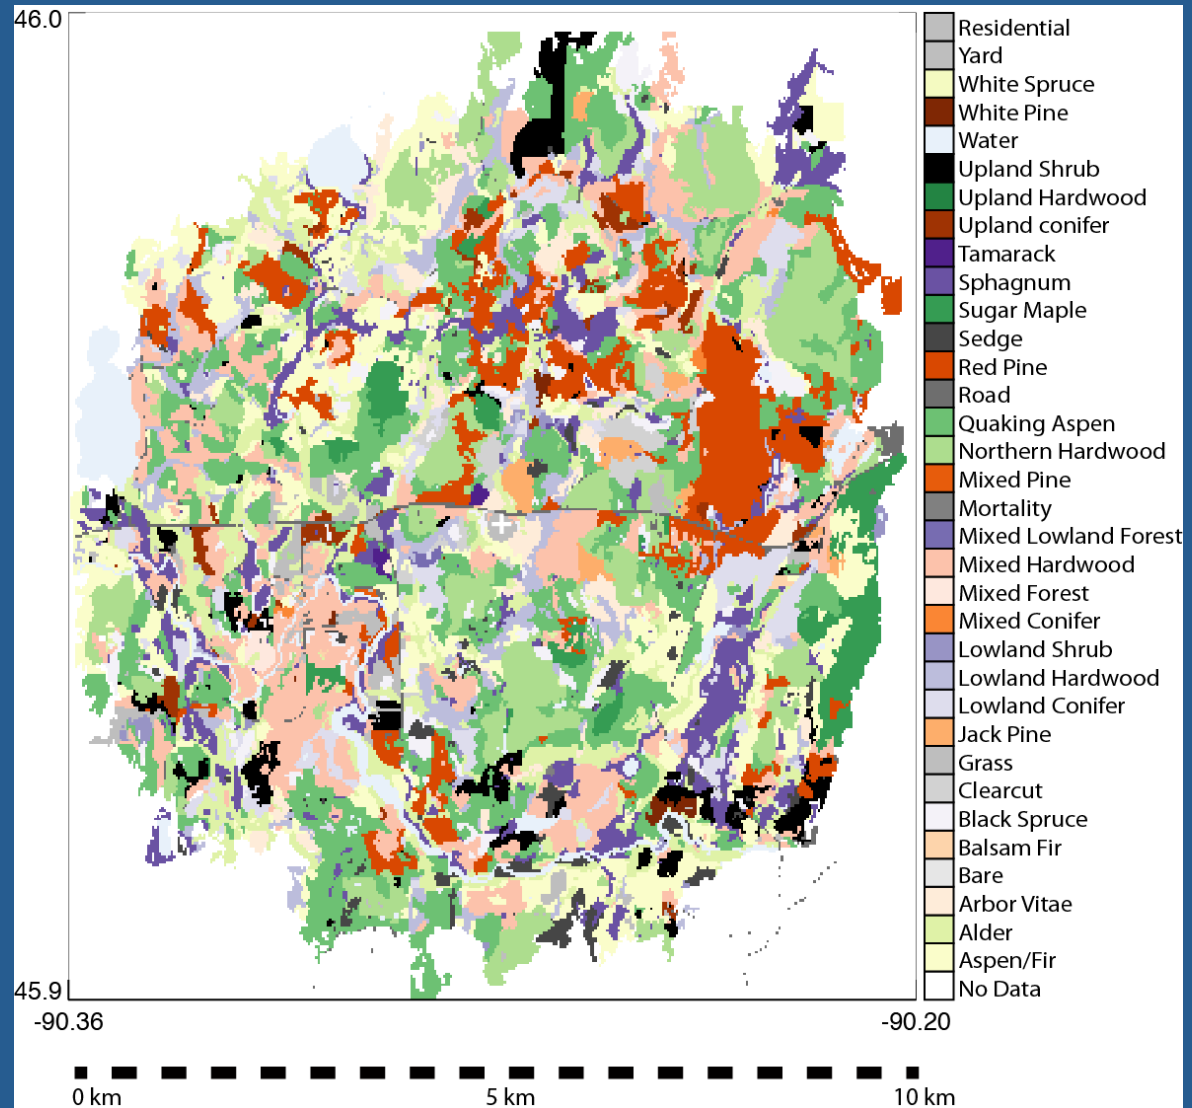 46.0
Residential
Yard
White Spruce
White Pine
Water
Upland Shrub
Upland Hardwood
Upland conifer
Tamarack
Sphagnum
Sugar Maple
Sedge
Red Pine
Road
Quaking Aspen
Northern Hardwood
Mixed Pine
Mortality
Mixed Lowland Forest
Mixed Hardwood
Mixed Forest
Mixed Conifer
Lowland Shrub
Lowland Hardwood
Lowland Conifer
Jack Pine
Grass
Clearcut
Black Spruce
Balsam Fir
Bare
Arbor Vitae
Alder
Aspen/Fir
No Data
45.9
-90.36 -90.20
0 km 5 km 10 km